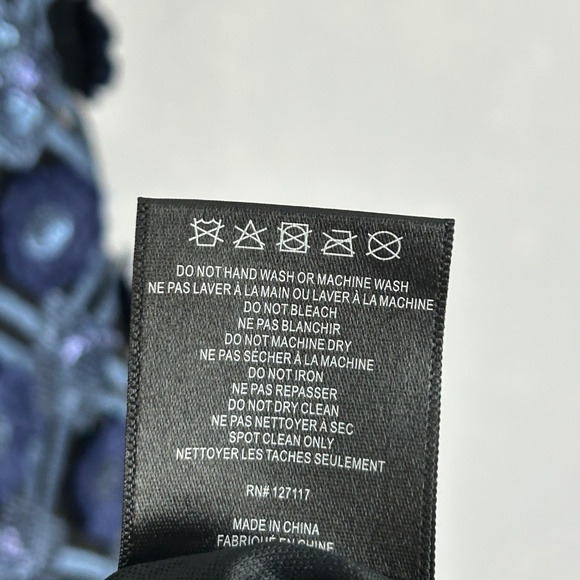 DO NOT HAND WASH OR MACHINE WASH
NE PAS LAVER À LA MAIN OU LAVER À LA MACHINE
DO NOT BLEACH
NE PAS BLANCHIR
DO NOT MACHINE DRY
NE PAS SÉCHER À LA MACHINE
DO NOT IRON
NE PAS REPASSER
DO NOT DRY CLEAN
NE PAS NETTOYER À SEC
SPOT CLEAN ONLY
NETTOYER LES TACHES SEULEMENT
RN# 127117
MADE IN CHINA
FABRIQUÉ EN CHINE